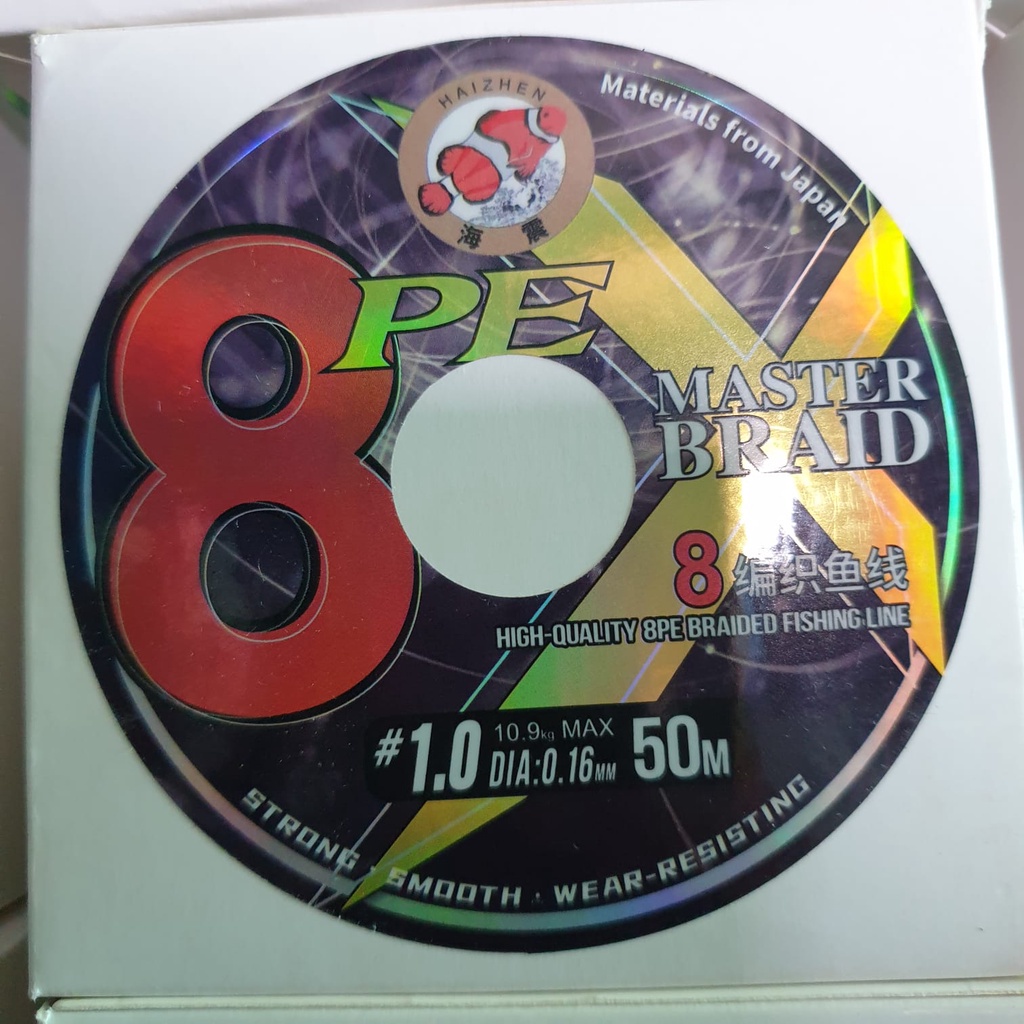 HAIZHEN
海震
Materials from Japan
8 PE X
MASTER
BRAID
8 编织鱼线
HIGH-QUALITY 8PE BRAIDED FISHING LINE
#1.0 10.9kg MAX DIA:0.16MM 50M
STRONG · SMOOTH · WEAR-RESISTING